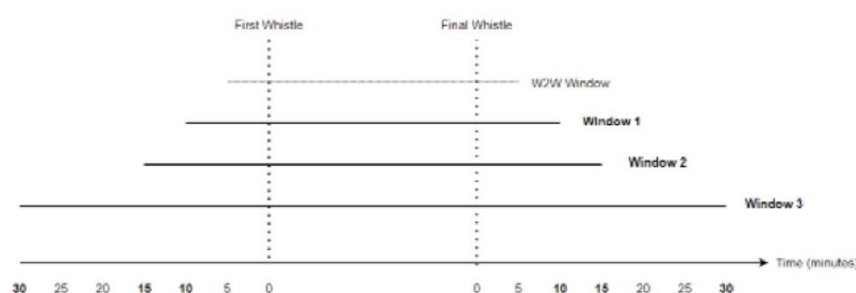 First Whistle Final Whistle
W2W Window
Window 1
Window 2
Window 3
Time (minutes)
30 25 20 15 10 5 0 0 5 10 15 20 25 30